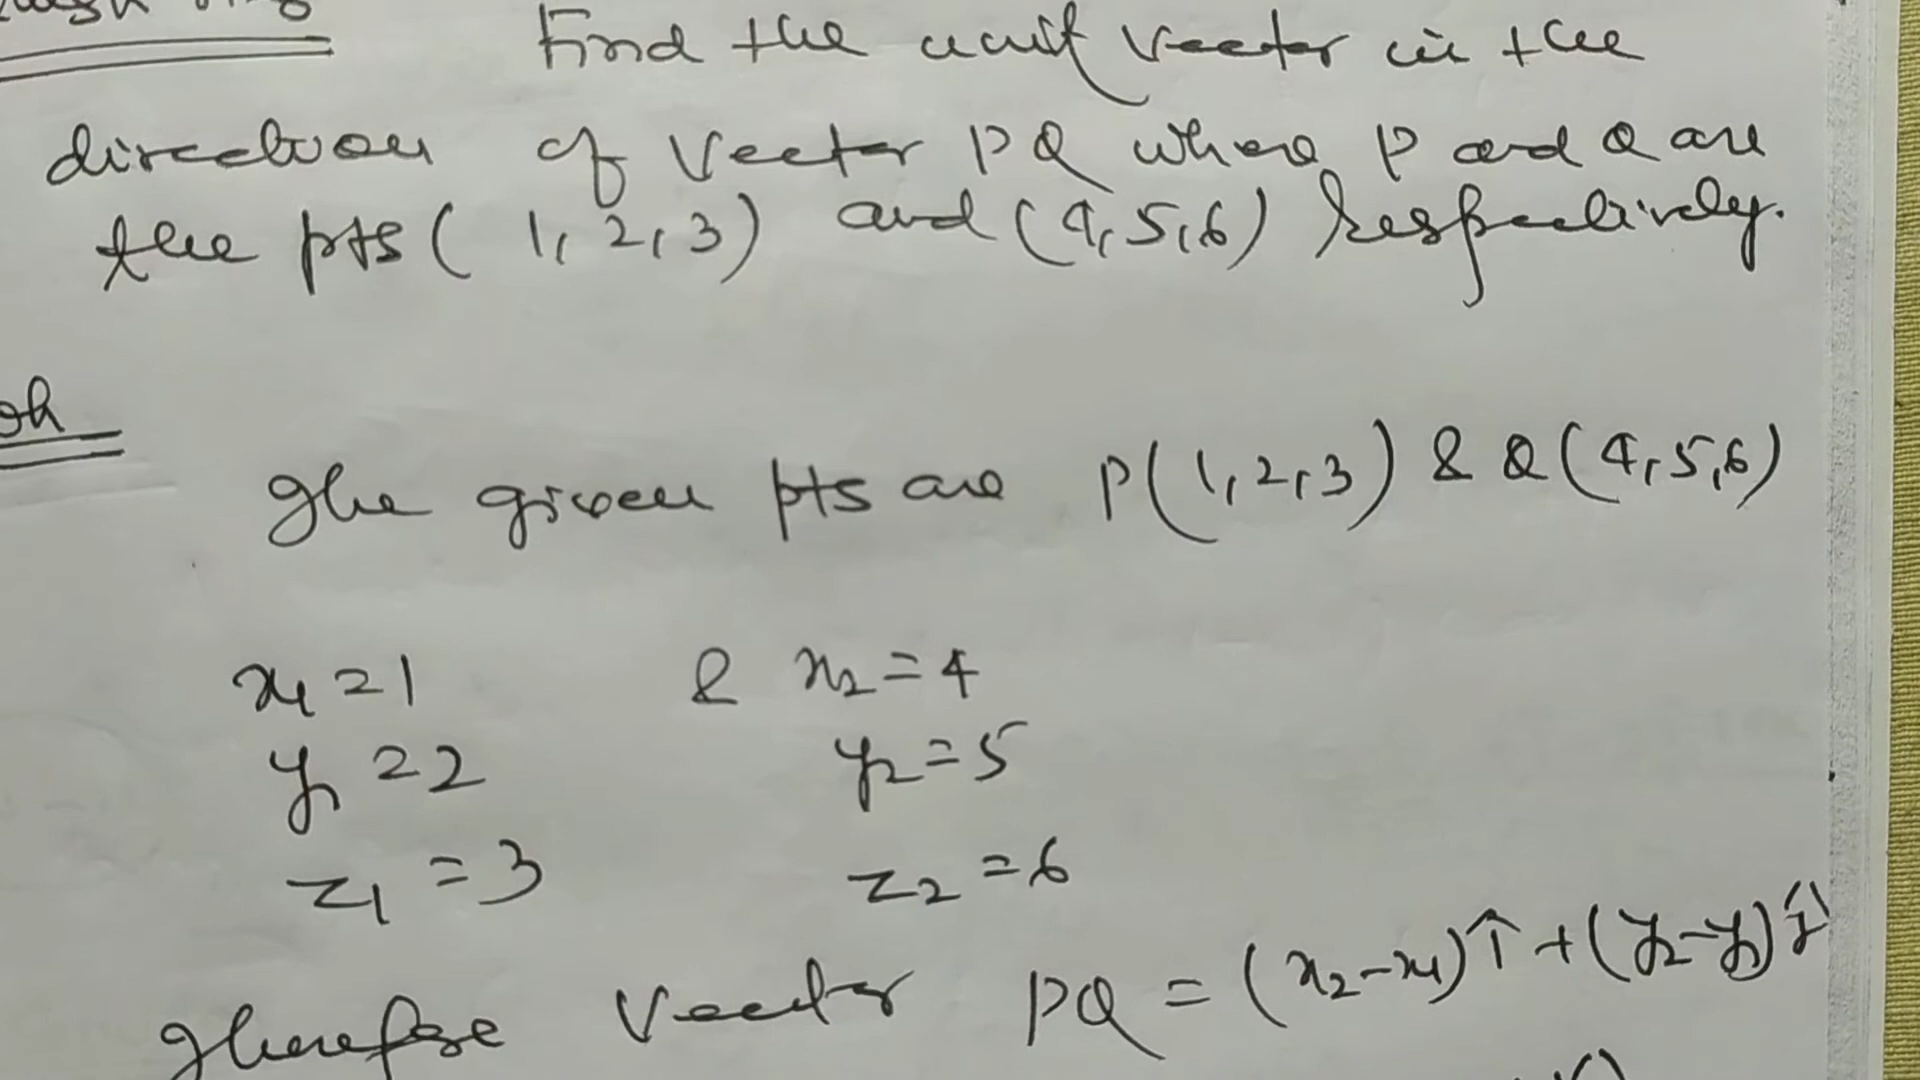 Find the unit vector in the
direction of Vector PQ where P and Q are
the pts ( 1, 2, 3 ) and ( 4, 5, 6 ) respectively.
The given pts are P( 1, 2, 3 ) & Q ( 4, 5, 6 )
x₁ = 1 & x₂ = 4
y₁ = 2 y₂ = 5
z₁ = 3 z₂ = 6
Therefore Vector PQ = ( x₂ - x₁ ) î + ( y₂ - y₁ ) ĵ